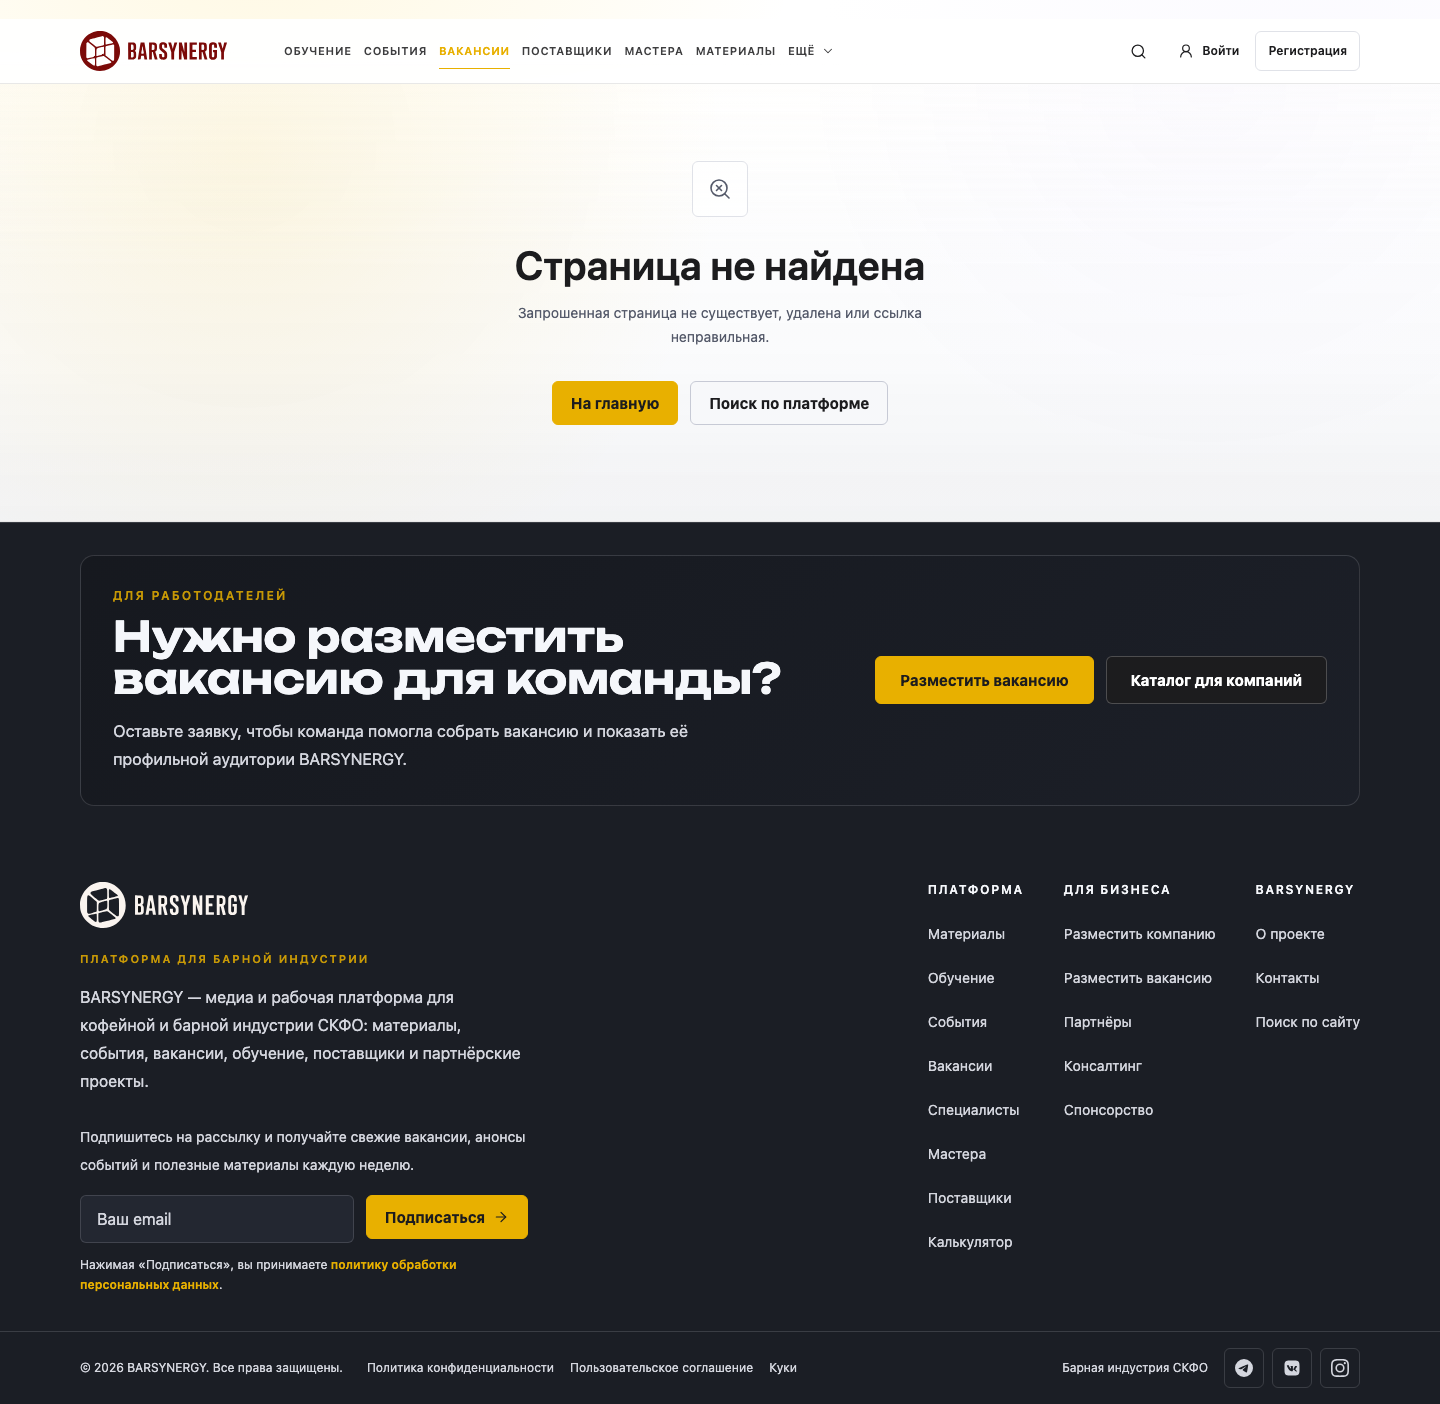 BARSYNERGY
ОБУЧЕНИЕ СОБЫТИЯ ВАКАНСИИ ПОСТАВЩИКИ МАСТЕРА МАТЕРИАЛЫ ЕЩЁ
Войти
Регистрация
Страница не найдена
Запрошенная страница не существует, удалена или ссылка
неправильная.
На главную
Поиск по платформе
ДЛЯ РАБОТОДАТЕЛЕЙ
Нужно разместить
вакансию для команды?
Оставьте заявку, чтобы команда помогла собрать вакансию и показать её
профильной аудитории BARSYNERGY.
Разместить вакансию
Каталог для компаний
BARSYNERGY
ПЛАТФОРМА ДЛЯ БАРНОЙ ИНДУСТРИИ
BARSYNERGY — медиа и рабочая платформа для
кофейной и барной индустрии СКФО: материалы,
события, вакансии, обучение, поставщики и партнёрские
проекты.
Подпишитесь на рассылку и получайте свежие вакансии, анонсы
событий и полезные материалы каждую неделю.
Ваш email
Подписаться
Нажимая «Подписаться», вы принимаете политику обработки
персональных данных.
ПЛАТФОРМА
Материалы
Обучение
События
Вакансии
Специалисты
Мастера
Поставщики
Калькулятор
ДЛЯ БИЗНЕСА
Разместить компанию
Разместить вакансию
Партнёры
Консалтинг
Спонсорство
BARSYNERGY
О проекте
Контакты
Поиск по сайту
© 2026 BARSYNERGY. Все права защищены.
Политика конфиденциальности
Пользовательское соглашение
Куки
Барная индустрия СКФО